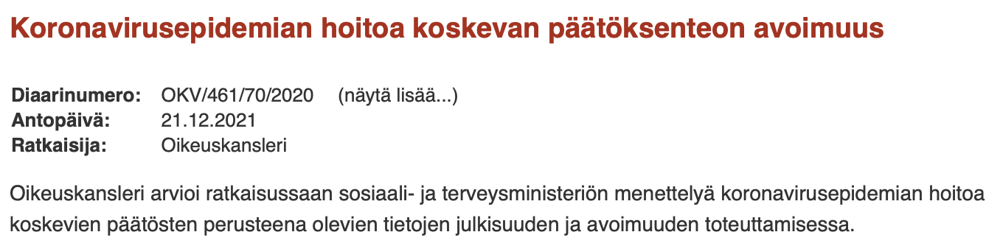 Koronavirusepidemian hoitoa koskevan päätöksenteon avoimuus
Diaarinumero: OKV/461/70/2020 (näytä lisää...)
Antopäivä: 21.12.2021
Ratkaisija: Oikeuskansleri
Oikeuskansleri arvioi ratkaisussaan sosiaali- ja terveysministeriön menettelyä koronavirusepidemian hoitoa
koskevien päätösten perusteena olevien tietojen julkisuuden ja avoimuuden toteuttamisessa.